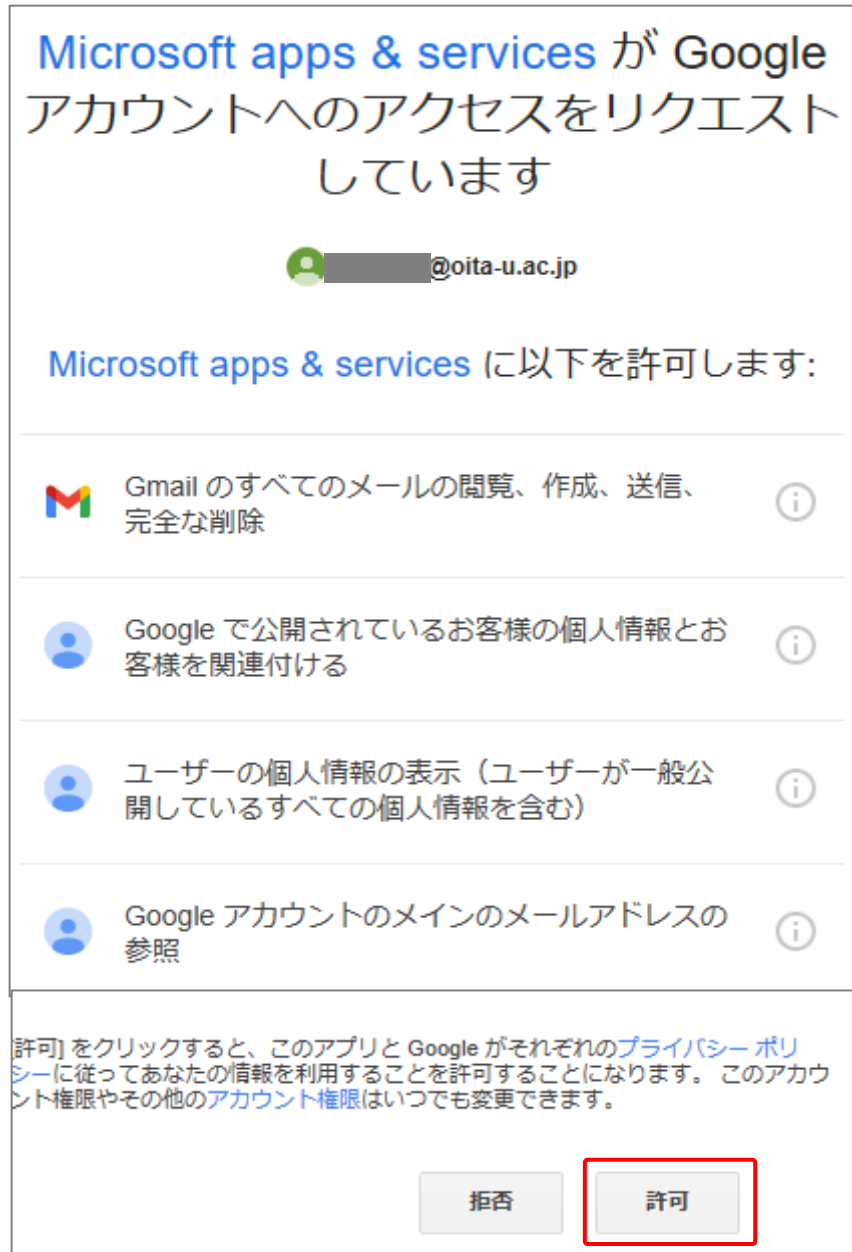 Microsoft apps & services が Google
アカウントへのアクセスをリクエスト
しています
@oita-u.ac.jp
Microsoft apps & services に以下を許可します:
Gmail のすべてのメールの閲覧、作成、送信、
完全な削除
Google で公開されているお客様の個人情報とお
客様を関連付ける
ユーザーの個人情報の表示（ユーザーが一般公
開しているすべての個人情報を含む）
Google アカウントのメインのメールアドレスの
参照
許可] をクリックすると、このアプリと Google がそれぞれのプライバシー ポリ
シーに従ってあなたの情報を利用することを許可することになります。 このアカウ
ント権限やその他のアカウント権限はいつでも変更できます。
拒否 許可